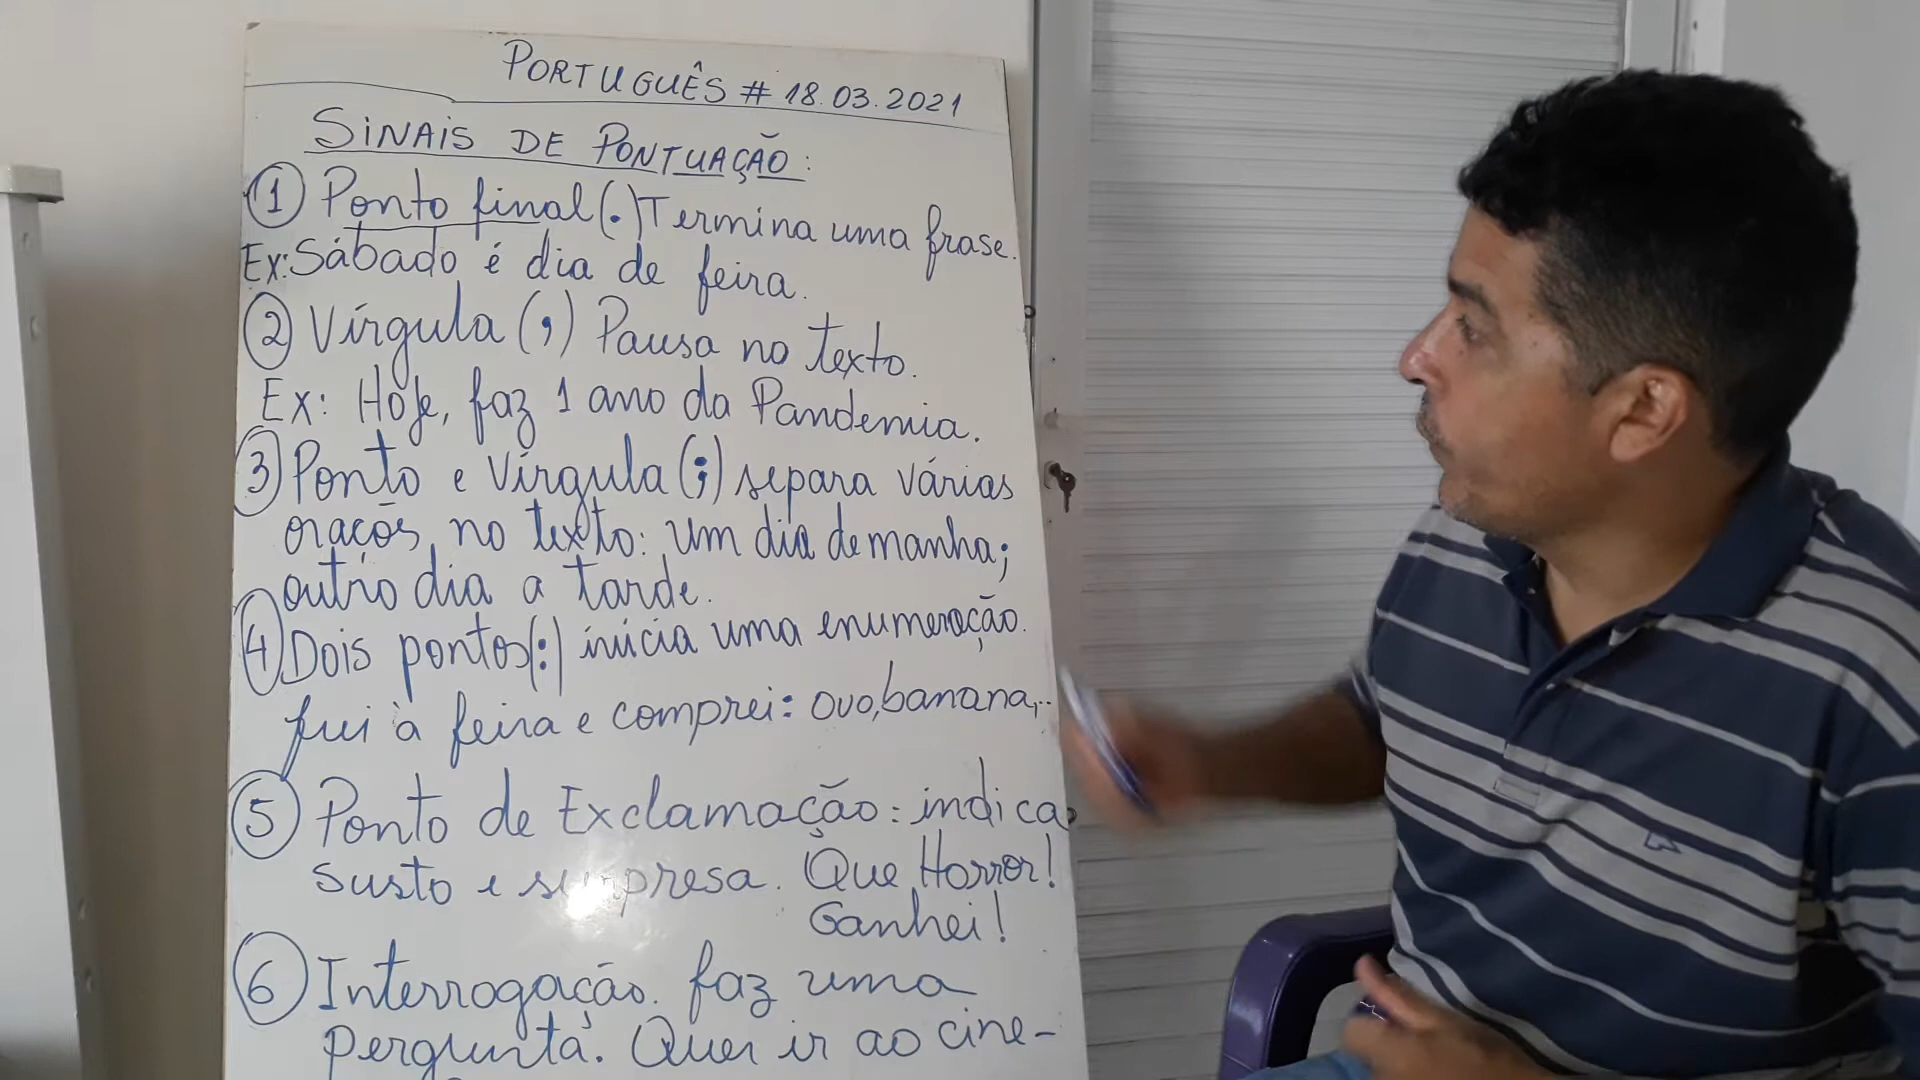 PORTUGUÊS # 18.03.2021
SINAIS DE PONTUAÇÃO:
1 Ponto final (.) Termina uma frase.
Ex: Sábado é dia de feira.
2 Vírgula (,) Pausa no texto.
Ex: Hoje, faz 1 ano da Pandemia.
3 Ponto e Vírgula (;) separa várias
oraçõs no texto: um dia de manha;
outro dia a tarde.
4 Dois pontos (:) inicia uma enumeração.
fui à feira e comprei: ovo, banana,..
5 Ponto de Exclamação: indica
susto e surpresa. Que Horror!
Ganhei!
6 Interrogação. faz uma
pergunta. Quer ir ao cine-